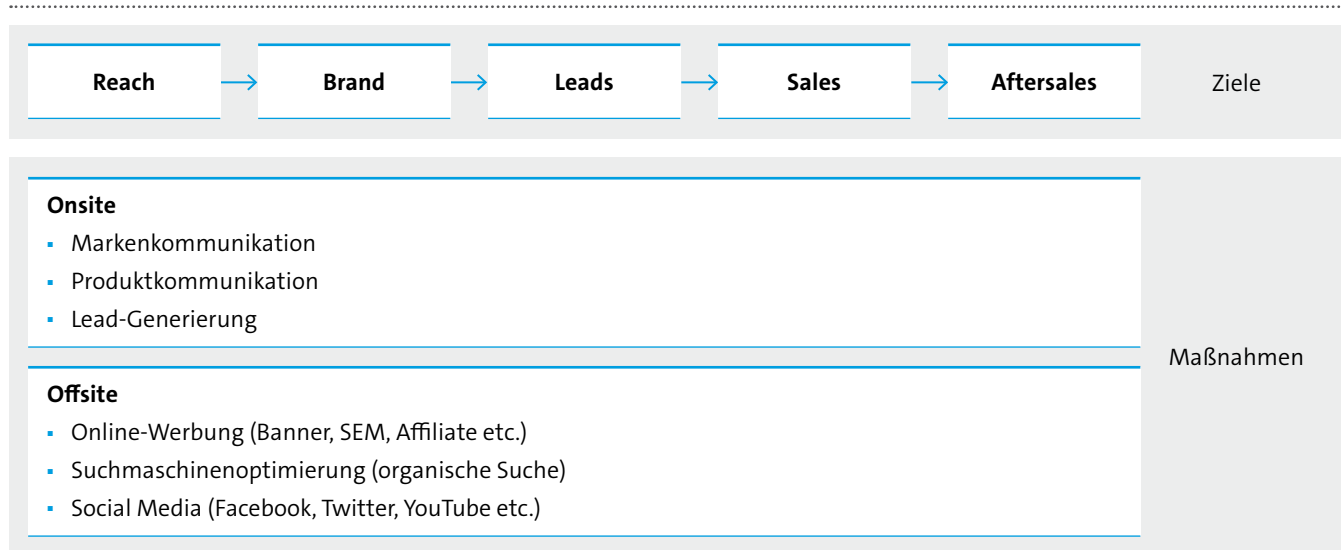 Reach Brand Leads Sales Aftersales Ziele
Onsite
▪ Markenkommunikation
▪ Produktkommunikation
▪ Lead-Generierung
Maßnahmen
Offsite
▪ Online-Werbung (Banner, SEM, Affiliate etc.)
▪ Suchmaschinenoptimierung (organische Suche)
▪ Social Media (Facebook, Twitter, YouTube etc.)